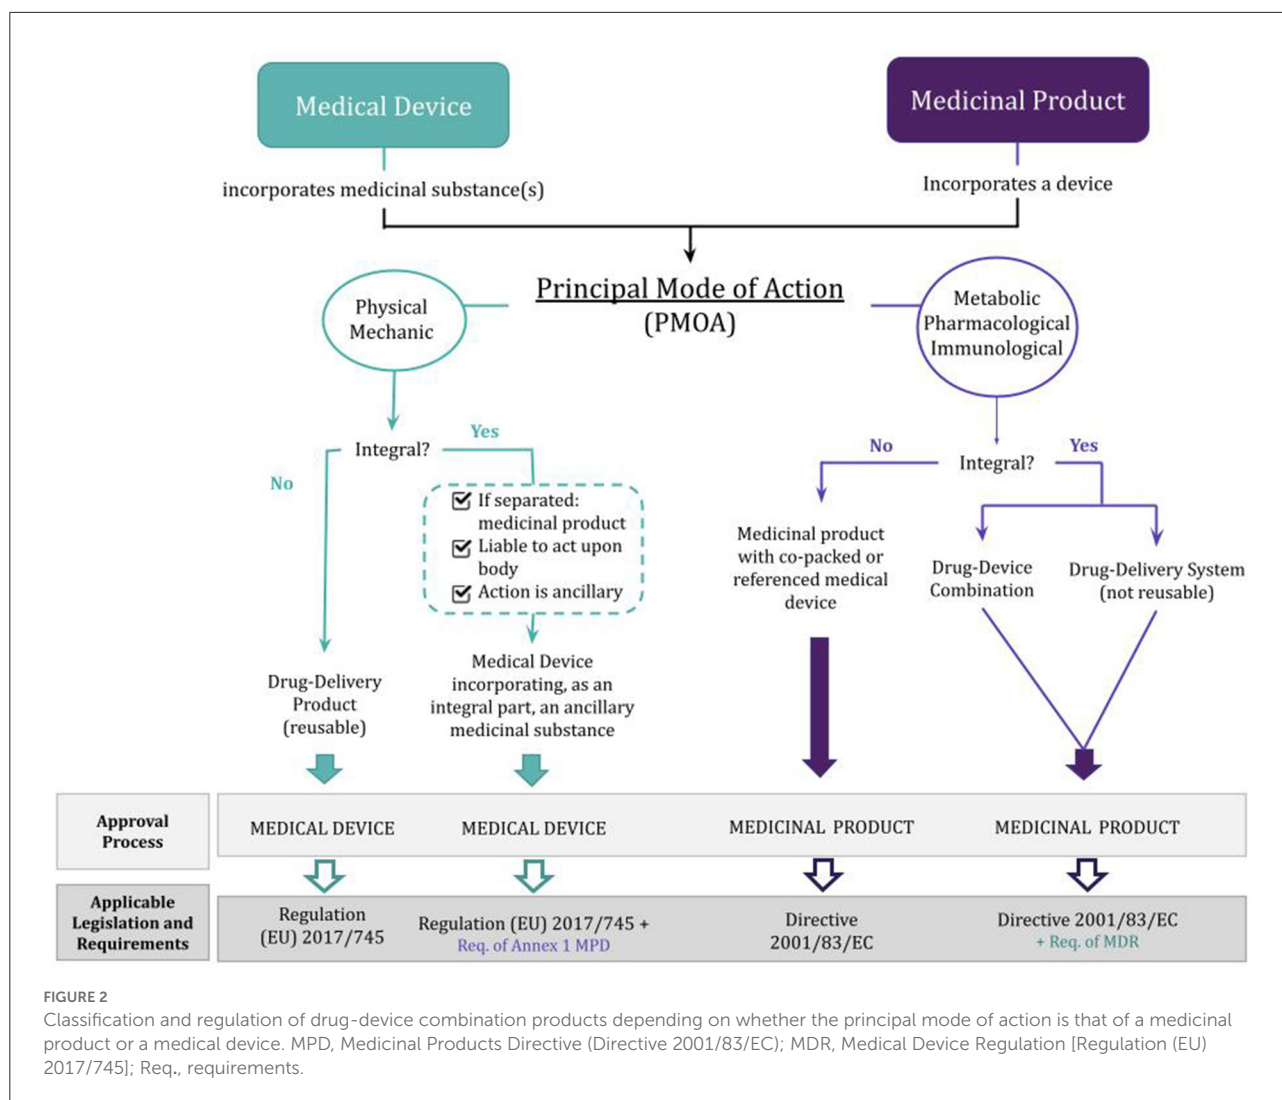 Medical Device
Medicinal Product
incorporates medicinal substance(s)
Incorporates a device
Principal Mode of Action
(PMOA)
Physical
Mechanic
Metabolic
Pharmacological
Immunological
Integral?
Yes
No
If separated:
medicinal product
Liable to act upon
body
Action is ancillary
Integral?
No
Yes
Medicinal product
with co-packed or
referenced medical
device
Drug-Device
Combination
Drug-Delivery System
(not reusable)
Drug-Delivery
Product
(reusable)
Medical Device
incorporating, as an
integral part, an ancillary
medicinal substance
Approval
Process
MEDICAL DEVICE
MEDICAL DEVICE
MEDICINAL PRODUCT
MEDICINAL PRODUCT
Applicable
Legislation and
Requirements
Regulation
(EU) 2017/745
Regulation (EU) 2017/745 +
Req. of Annex 1 MPD
Directive
2001/83/EC
Directive 2001/83/EC
+ Req. of MDR
FIGURE 2
Classification and regulation of drug-device combination products depending on whether the principal mode of action is that of a medicinal
product or a medical device. MPD, Medicinal Products Directive (Directive 2001/83/EC); MDR, Medical Device Regulation [Regulation (EU)
2017/745]; Req., requirements.